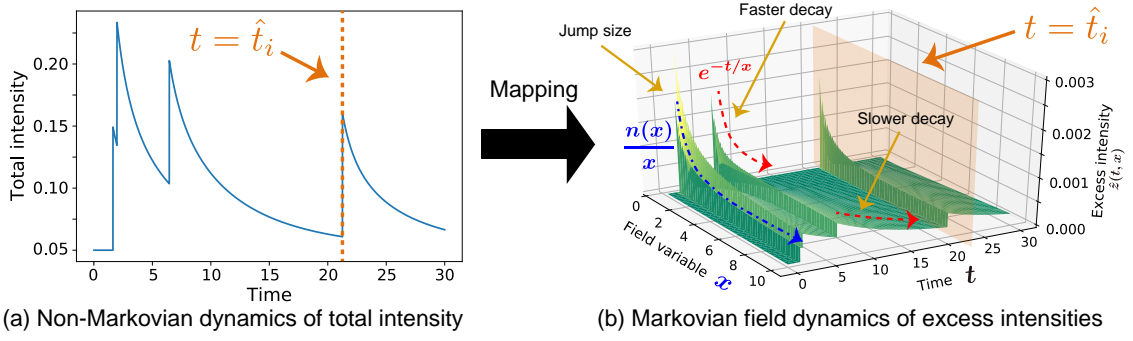 t = t̂ᵢ
0.20
0.15
0.10
0.05
Total intensity
0 5 10 15 20 25 30
Time
(a) Non-Markovian dynamics of total intensity
Mapping
Jump size
Faster decay
e^{-t/x}
n(x)/x
Slower decay
t = t̂ᵢ
0.003
0.002
0.001
0.000
Excess intensity
ẑ(t, x)
0 2 4 6 8 10
Field variable x
0 5 10 15 20 25 30
Time t
(b) Markovian field dynamics of excess intensities